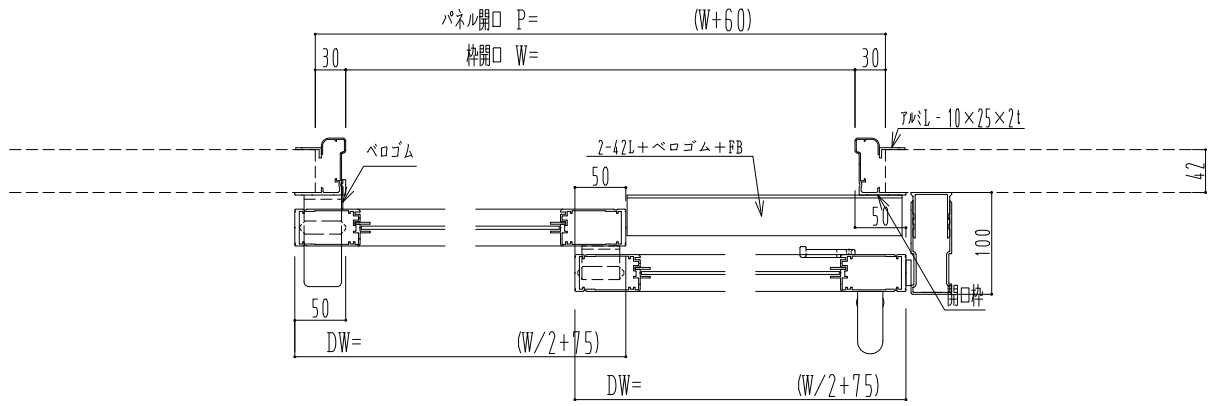 パネル開口 P= (W+60)
30 枠開口 W= 30
アルミL - 10×25×2t
ベロゴム
2-42L+ベロゴム+FB
42
50
50
100
開口枠
50
DW= (W/2+75)
DW= (W/2+75)